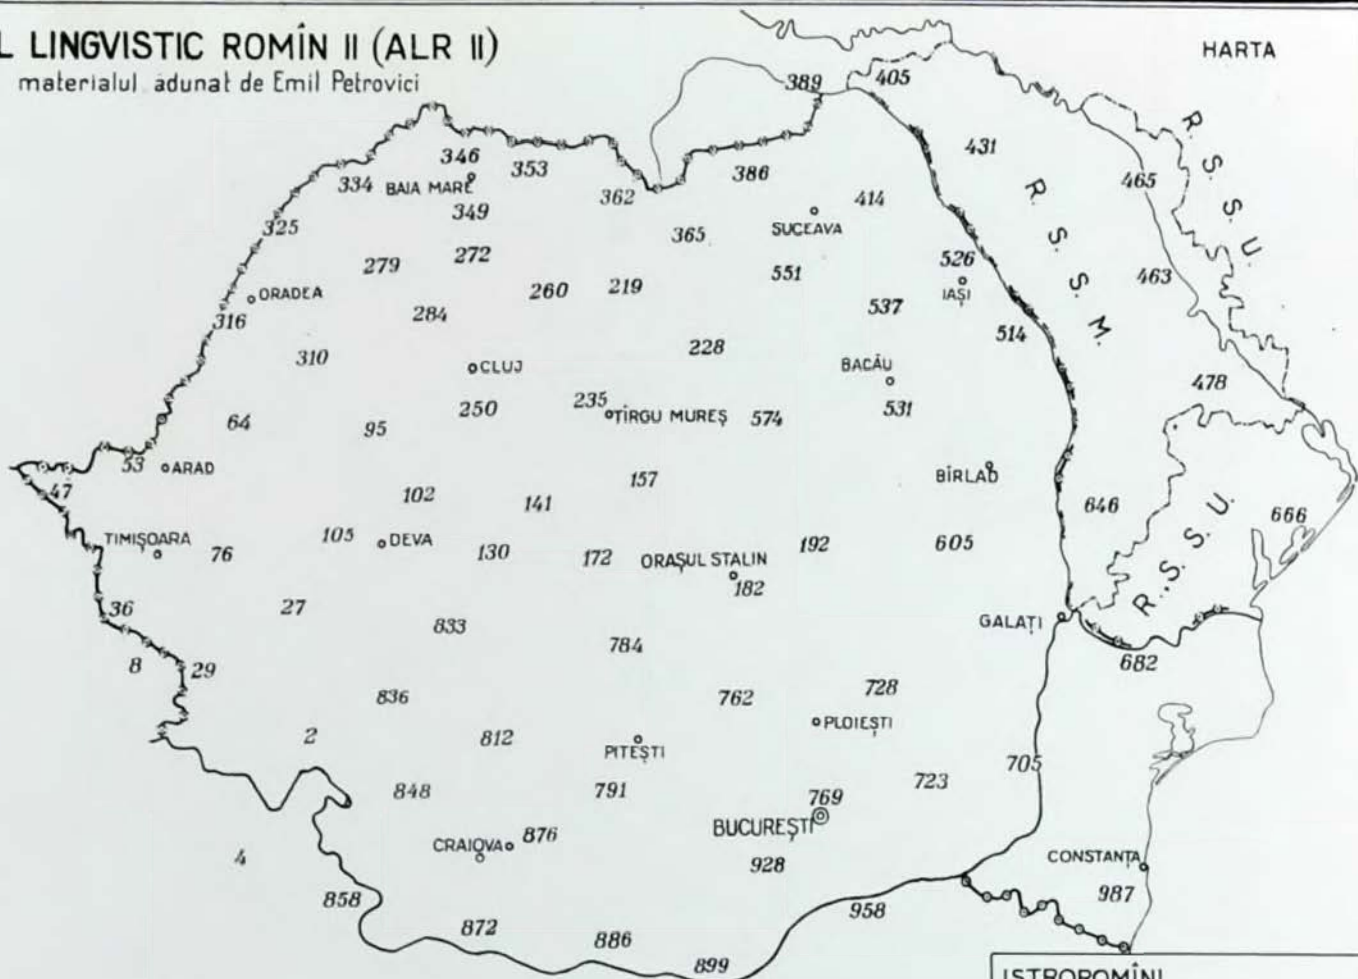 L LINGVISTIC ROMÎN II (ALR II)
materialul adunat de Emil Petrovici
HARTA
389
405
R. S. S. U.
346
353
431
334
BAIA MARE
362
386
465
349
414
R. S. S. M.
325
365
SUCEAVA
279
272
551
526
463
ORADEA
260
219
IAȘI
316
284
537
514
310
228
CLUJ
BACĂU
478
250
235
TÎRGU MUREȘ
574
531
64
95
53
ARAD
47
102
157
BÎRLAD
141
646
666
TIMIȘOARA
76
105
DEVA
130
172
ORAȘUL STALIN
192
605
R. S. S. U.
182
36
27
833
784
GALAȚI
8
29
682
836
762
728
2
812
PITEȘTI
PLOIEȘTI
848
791
705
723
769
BUCUREȘTI
876
CRAIOVA
4
928
CONSTANȚA
858
987
872
886
958
899
ISTROROMÎNI